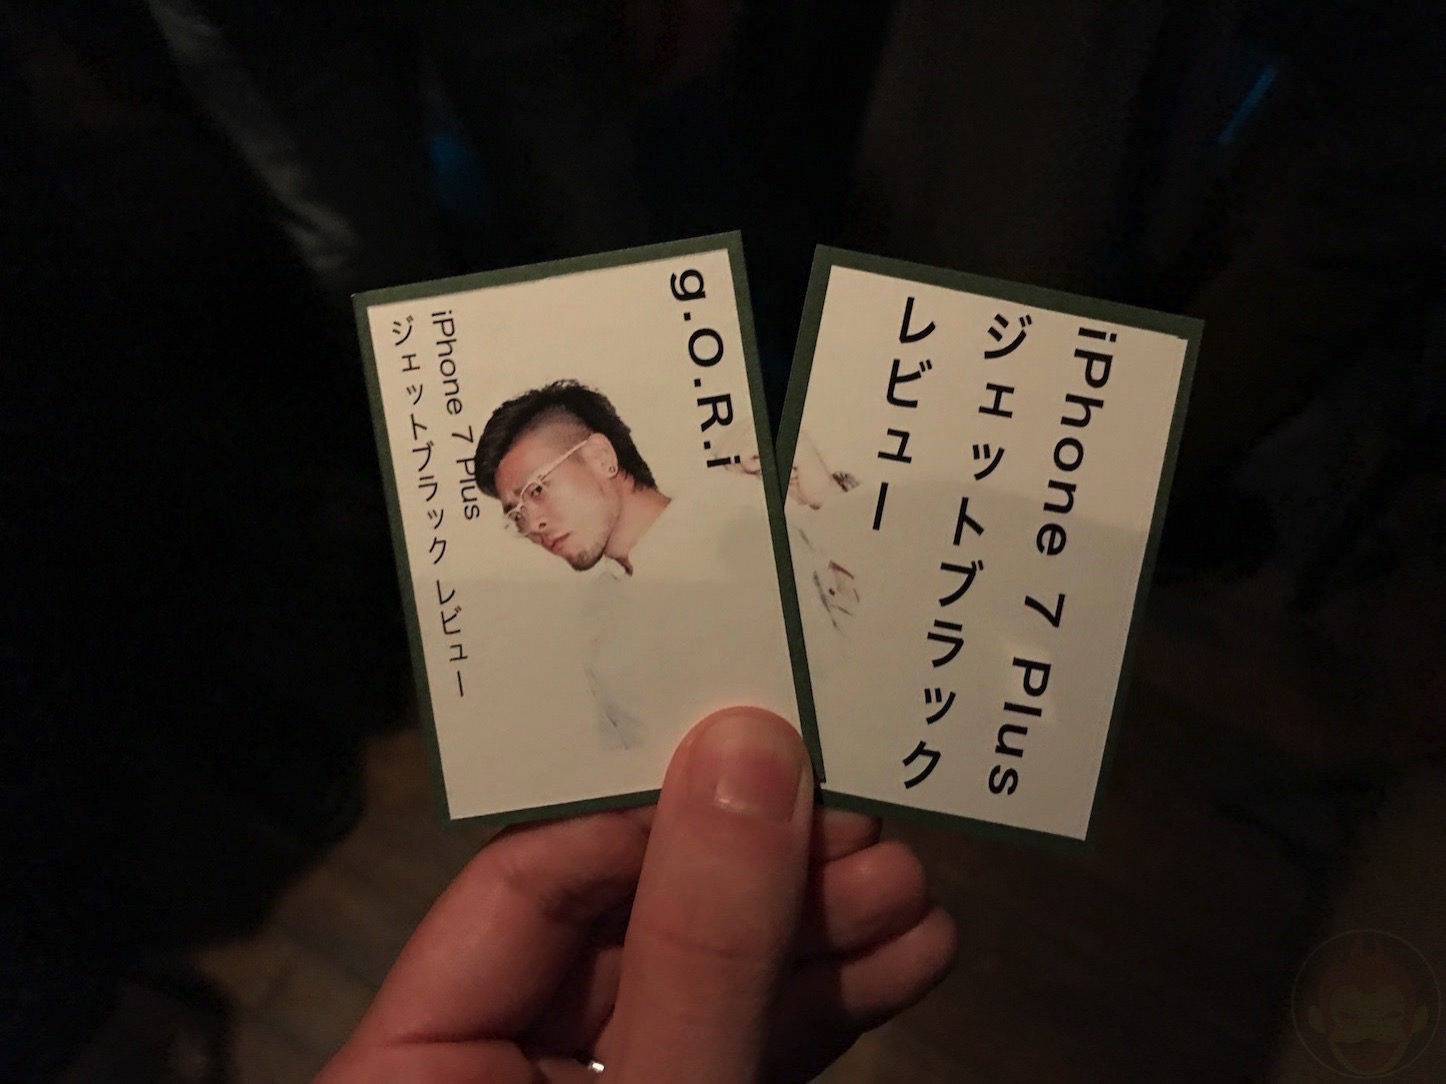 g.O.R.i
iPhone 7 Plus
ジェットブラック レビュー
iPhone 7 Plus
ジェットブラック
レビュー